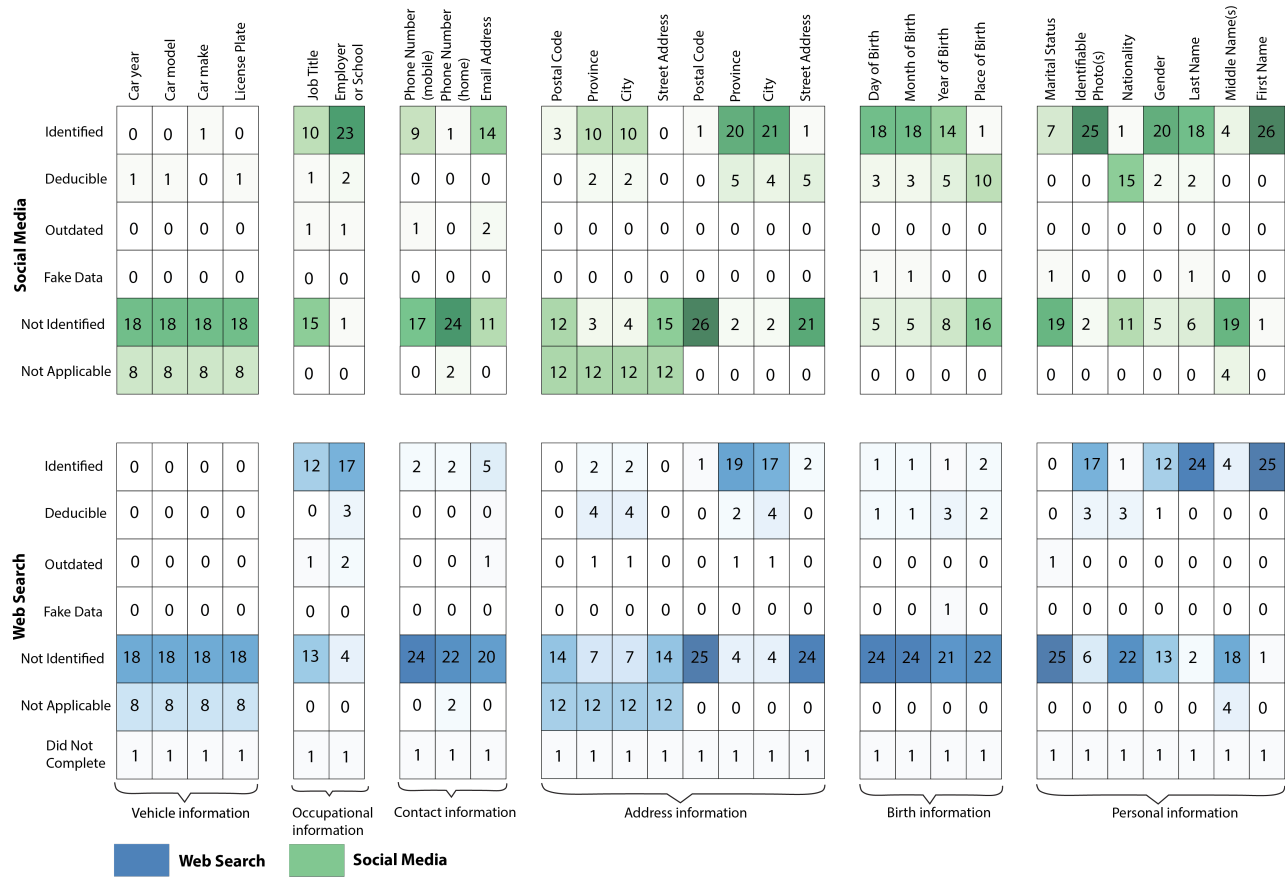 Car year
Car model
Car make
License Plate
Job Title
Employer
or School
Phone Number
(mobile)
Phone Number
(home)
Email Address
Postal Code
Province
City
Street Address
Postal Code
Province
City
Street Address
Day of Birth
Month of Birth
Year of Birth
Place of Birth
Marital Status
Identifiable
Photo(s)
Nationality
Gender
Last Name
Middle Name(s)
First Name
Social Media
Identified 0 0 1 0 10 23 9 1 14 3 10 10 0 1 20 21 1 18 18 14 1 7 25 1 20 18 4 26
Deducible 1 1 0 1 1 2 0 0 0 0 2 2 0 0 5 4 5 3 3 5 10 0 0 15 2 2 0 0
Outdated 0 0 0 0 1 1 1 0 2 0 0 0 0 0 0 0 0 0 0 0 0 0 0 0 0 0 0 0
Fake Data 0 0 0 0 0 0 0 0 0 0 0 0 0 0 0 0 0 1 1 0 0 1 0 0 0 1 0 0
Not Identified 18 18 18 18 15 1 17 24 11 12 3 4 15 26 2 2 21 5 5 8 16 19 2 11 5 6 19 1
Not Applicable 8 8 8 8 0 0 0 2 0 12 12 12 12 0 0 0 0 0 0 0 0 0 0 0 0 0 4 0
Web Search
Identified 0 0 0 0 12 17 2 2 5 0 2 2 0 1 19 17 2 1 1 1 2 0 17 1 12 24 4 25
Deducible 0 0 0 0 0 3 0 0 0 0 4 4 0 0 2 4 0 1 1 3 2 0 3 3 1 0 0 0
Outdated 0 0 0 0 1 2 0 0 1 0 1 1 0 0 1 1 0 0 0 0 0 1 0 0 0 0 0 0
Fake Data 0 0 0 0 0 0 0 0 0 0 0 0 0 0 0 0 0 0 0 1 0 0 0 0 0 0 0 0
Not Identified 18 18 18 18 13 4 24 22 20 14 7 7 14 25 4 4 24 24 24 21 22 25 6 22 13 2 18 1
Not Applicable 8 8 8 8 0 0 0 2 0 12 12 12 12 0 0 0 0 0 0 0 0 0 0 0 0 0 4 0
Did Not
Complete 1 1 1 1 1 1 1 1 1 1 1 1 1 1 1 1 1 1 1 1 1 1 1 1 1 1 1 1
Vehicle information
Occupational
information
Contact information
Address information
Birth information
Personal information
Web Search
Social Media